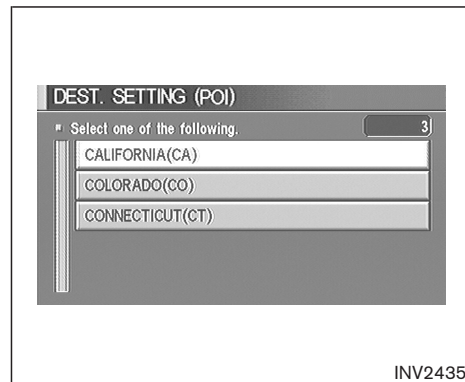 DEST. SETTING (POI)
Select one of the following. 3
CALIFORNIA(CA)
COLORADO(CO)
CONNECTICUT(CT)
INV2435